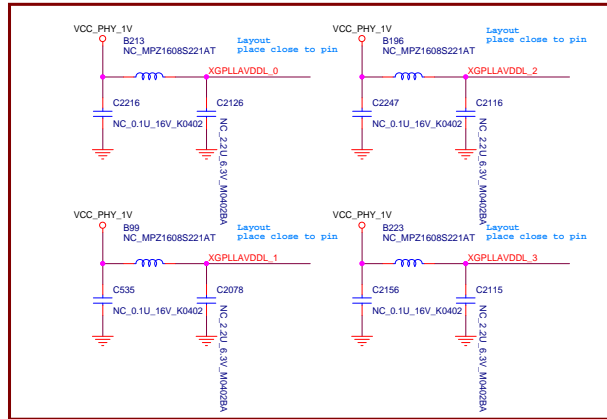 VCC_PHY_1V
B213
NC_MPZ1608S221AT
Layout
place close to pin
XGPLLAVDDL_0
C2216
NC_0.1U_16V_K0402
C2126
NC_2.2U_6.3V_M0402BA
VCC_PHY_1V
B196
NC_MPZ1608S221AT
Layout
place close to pin
XGPLLAVDDL_2
C2247
NC_0.1U_16V_K0402
C2116
NC_2.2U_6.3V_M0402BA
VCC_PHY_1V
B99
NC_MPZ1608S221AT
Layout
place close to pin
XGPLLAVDDL_1
C535
NC_0.1U_16V_K0402
C2078
NC_2.2U_6.3V_M0402BA
VCC_PHY_1V
B223
NC_MPZ1608S221AT
Layout
place close to pin
XGPLLAVDDL_3
C2156
NC_0.1U_16V_K0402
C2115
NC_2.2U_6.3V_M0402BA